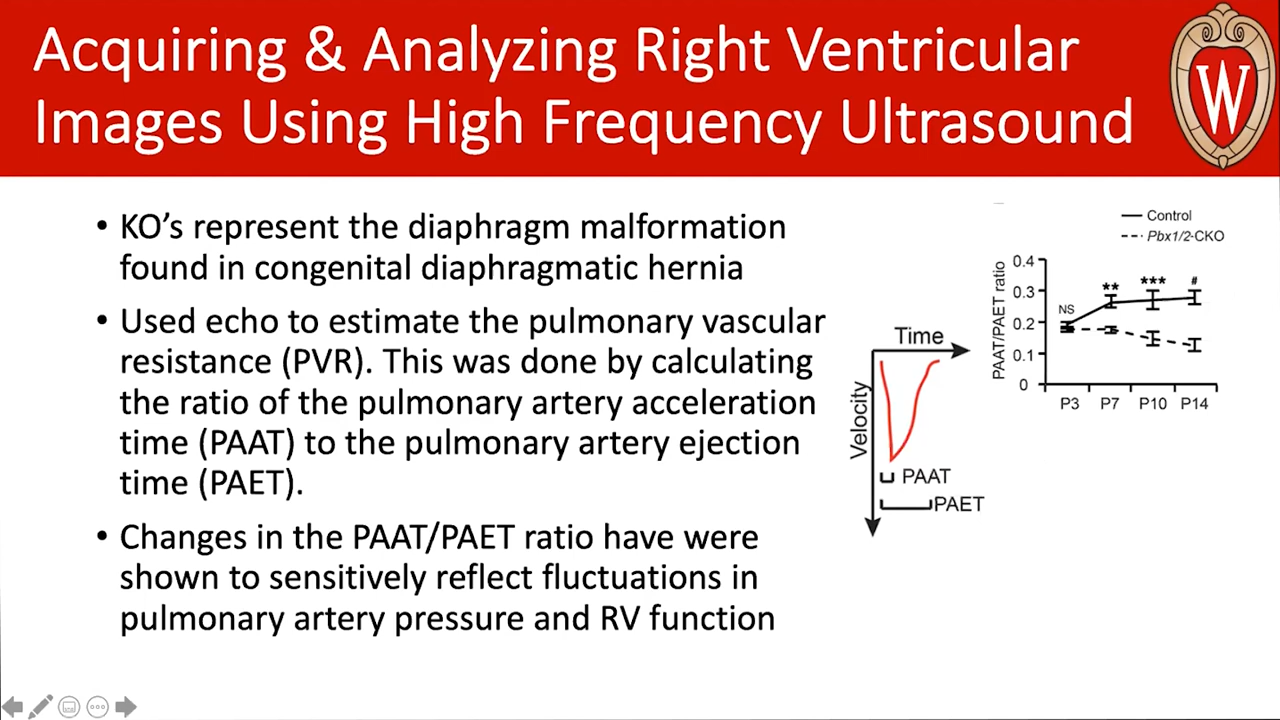 Acquiring & Analyzing Right Ventricular
Images Using High Frequency Ultrasound
W
• KO’s represent the diaphragm malformation
found in congenital diaphragmatic hernia
• Used echo to estimate the pulmonary vascular
resistance (PVR). This was done by calculating
the ratio of the pulmonary artery acceleration
time (PAAT) to the pulmonary artery ejection
time (PAET).
• Changes in the PAAT/PAET ratio have were
shown to sensitively reflect fluctuations in
pulmonary artery pressure and RV function
Time
Velocity
PAAT
PAET
Control
Pbx1/2-CKO
PAAT/PAET ratio
0.4
0.3
0.2
0.1
0
NS
**
***
#
P3 P7 P10 P14